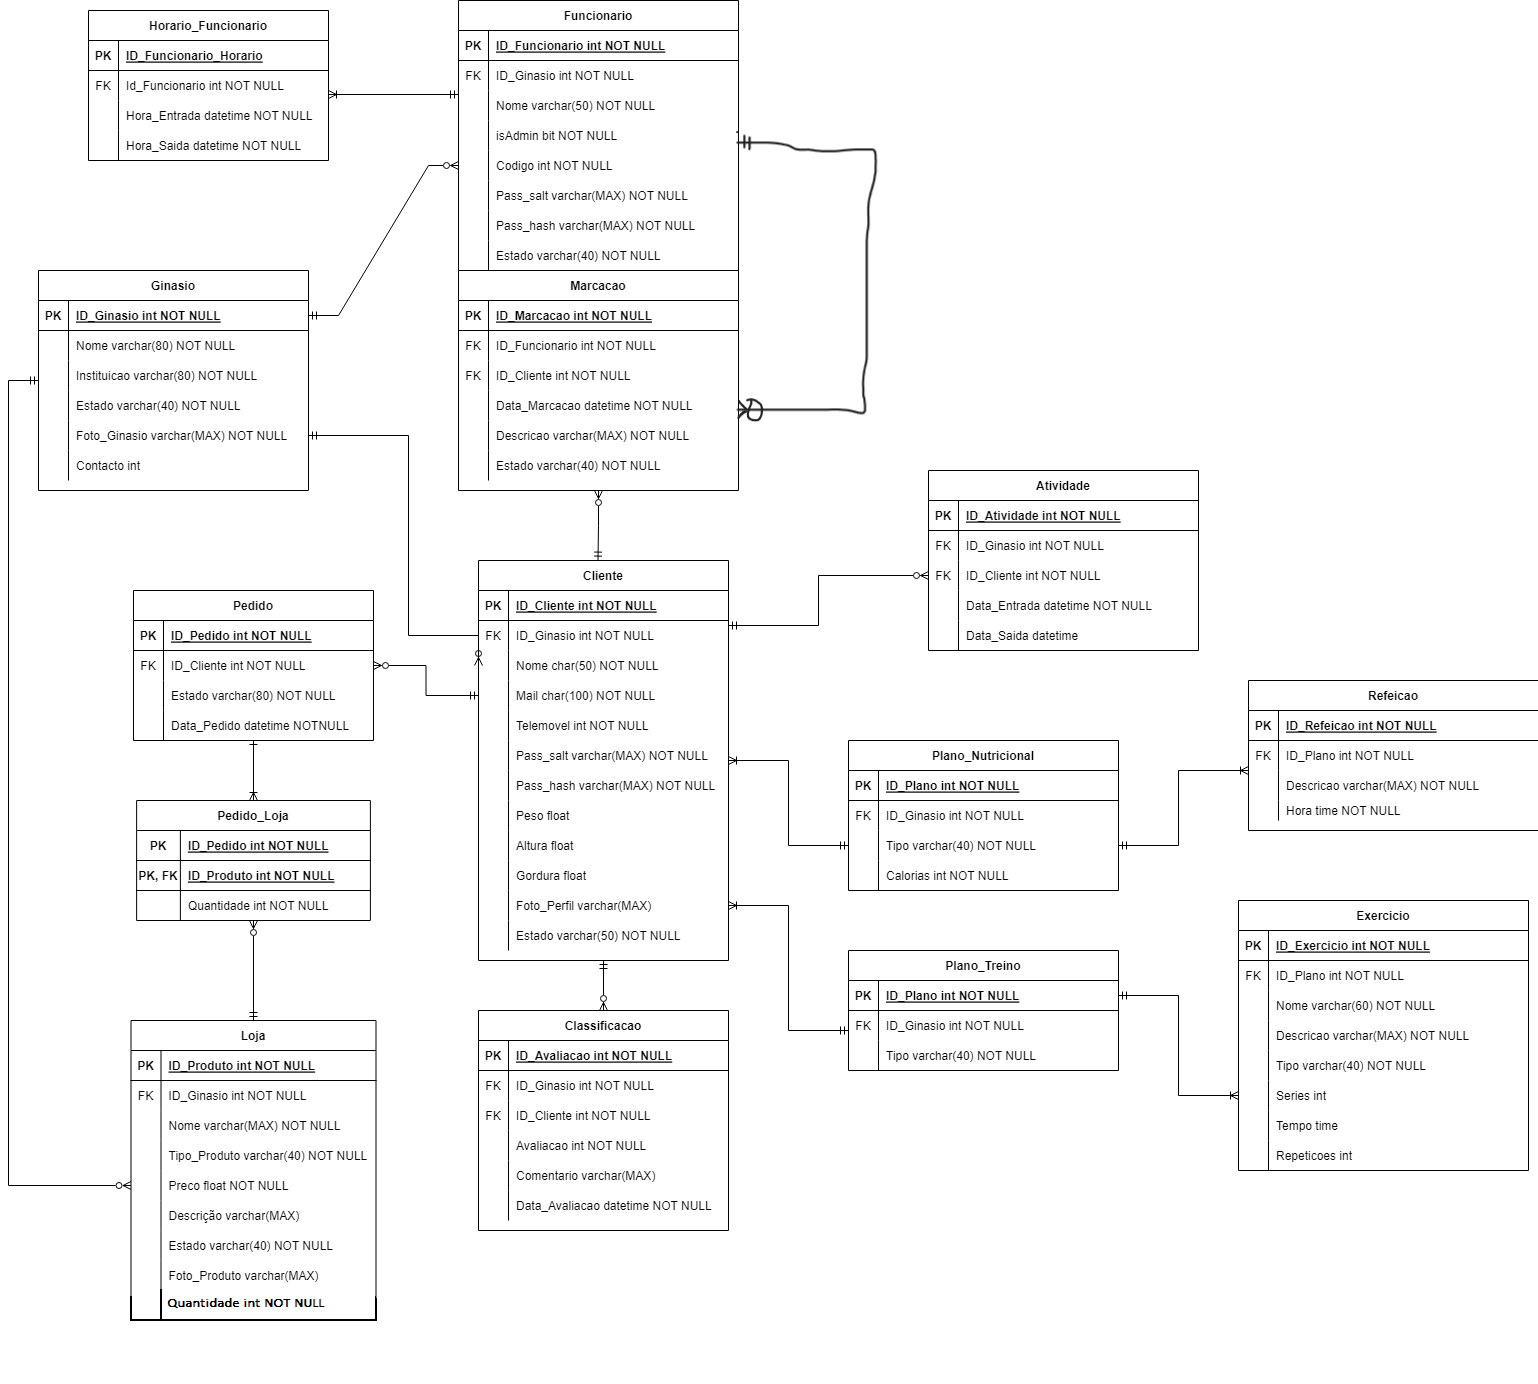 Horario_Funcionario
PK ID_Funcionario_Horario
FK Id_Funcionario int NOT NULL
Hora_Entrada datetime NOT NULL
Hora_Saida datetime NOT NULL
Funcionario
PK ID_Funcionario int NOT NULL
FK ID_Ginasio int NOT NULL
Nome varchar(50) NOT NULL
isAdmin bit NOT NULL
Codigo int NOT NULL
Pass_salt varchar(MAX) NOT NULL
Pass_hash varchar(MAX) NOT NULL
Estado varchar(40) NOT NULL
Ginasio
PK ID_Ginasio int NOT NULL
Nome varchar(80) NOT NULL
Instituicao varchar(80) NOT NULL
Estado varchar(40) NOT NULL
Foto_Ginasio varchar(MAX) NOT NULL
Contacto int
Marcacao
PK ID_Marcacao int NOT NULL
FK ID_Funcionario int NOT NULL
FK ID_Cliente int NOT NULL
Data_Marcacao datetime NOT NULL
Descricao varchar(MAX) NOT NULL
Estado varchar(40) NOT NULL
Atividade
PK ID_Atividade int NOT NULL
FK ID_Ginasio int NOT NULL
FK ID_Cliente int NOT NULL
Data_Entrada datetime NOT NULL
Data_Saida datetime
Pedido
PK ID_Pedido int NOT NULL
FK ID_Cliente int NOT NULL
Estado varchar(80) NOT NULL
Data_Pedido datetime NOTNULL
Cliente
PK ID_Cliente int NOT NULL
FK ID_Ginasio int NOT NULL
Nome char(50) NOT NULL
Mail char(100) NOT NULL
Telemovel int NOT NULL
Pass_salt varchar(MAX) NOT NULL
Pass_hash varchar(MAX) NOT NULL
Peso float
Altura float
Gordura float
Foto_Perfil varchar(MAX)
Estado varchar(50) NOT NULL
Refeicao
PK ID_Refeicao int NOT NULL
FK ID_Plano int NOT NULL
Descricao varchar(MAX) NOT NULL
Hora time NOT NULL
Plano_Nutricional
PK ID_Plano int NOT NULL
FK ID_Ginasio int NOT NULL
Tipo varchar(40) NOT NULL
Calorias int NOT NULL
Pedido_Loja
PK ID_Pedido int NOT NULL
PK, FK ID_Produto int NOT NULL
Quantidade int NOT NULL
Exercicio
PK ID_Exercicio int NOT NULL
FK ID_Plano int NOT NULL
Nome varchar(60) NOT NULL
Descricao varchar(MAX) NOT NULL
Tipo varchar(40) NOT NULL
Series int
Tempo time
Repeticoes int
Plano_Treino
PK ID_Plano int NOT NULL
FK ID_Ginasio int NOT NULL
Tipo varchar(40) NOT NULL
Loja
PK ID_Produto int NOT NULL
FK ID_Ginasio int NOT NULL
Nome varchar(MAX) NOT NULL
Tipo_Produto varchar(40) NOT NULL
Preco float NOT NULL
Descrição varchar(MAX)
Estado varchar(40) NOT NULL
Foto_Produto varchar(MAX)
Quantidade int NOT NULL
Classificacao
PK ID_Avaliacao int NOT NULL
FK ID_Ginasio int NOT NULL
FK ID_Cliente int NOT NULL
Avaliacao int NOT NULL
Comentario varchar(MAX)
Data_Avaliacao datetime NOT NULL